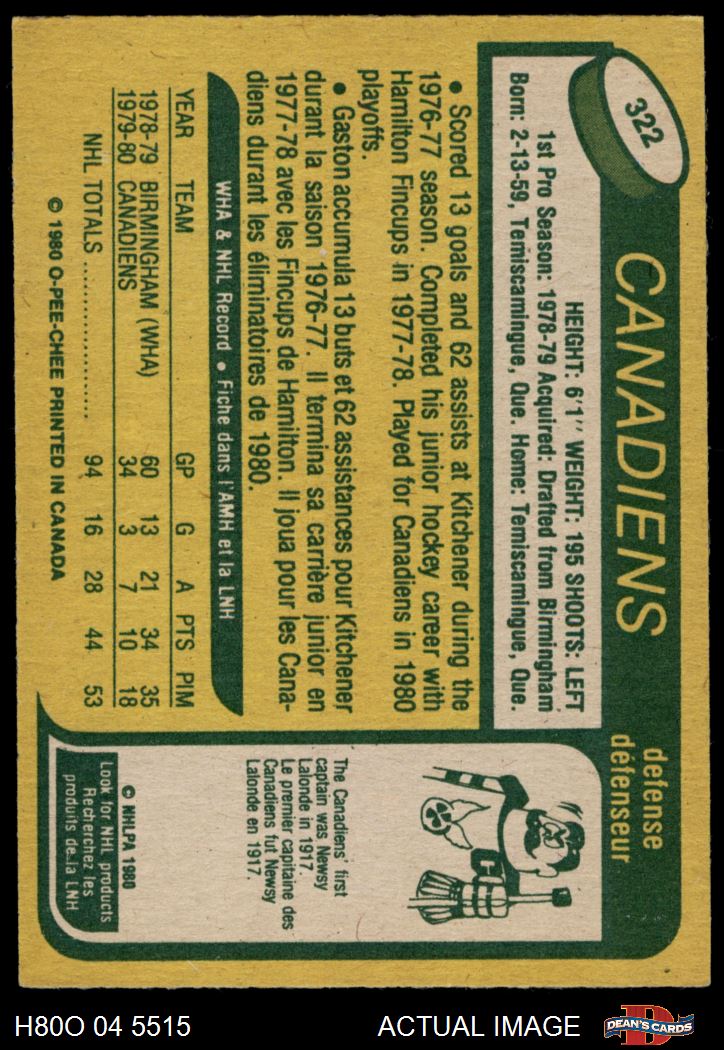 322
CANADIENS
defense
défenseur
HEIGHT: 6'1" WEIGHT: 195 SHOOTS: LEFT
1st Pro Season: 1978-79 Acquired: Drafted from Birmingham
Born: 2-13-59, Temiscamingue, Que. Home: Temiscamingue, Que.
● Scored 13 goals and 62 assists at Kitchener during the
1976-77 season. Completed his junior hockey career with
Hamilton Fincups in 1977-78. Played for Canadiens in 1980
playoffs.
● Gaston accumula 13 buts et 62 assistances pour Kitchener
durant la saison 1976-77. Il termina sa carrière junior en
1977-78 avec les Fincups de Hamilton. Il joua pour les Cana-
diens durant les éliminatoires de 1980.
WHA & NHL Record ● Fiche dans l'AMH et la LNH
YEAR TEAM GP G A PTS PIM
1978-79 BIRMINGHAM (WHA) 60 13 21 34 35
1979-80 CANADIENS 34 3 7 10 18
NHL TOTALS .................... 94 16 28 44 53
© 1980 O-PEE-CHEE PRINTED IN CANADA
C
The Canadiens' first
captain was Newsy
Lalonde in 1917.
Le premier capitaine des
Canadiens fut Newsy
Lalonde en 1917.
© NHLPA 1980
Look for NHL products
Recherchez les
produits de la LNH
H80O 04 5515
ACTUAL IMAGE
D
DEAN'S CARDS